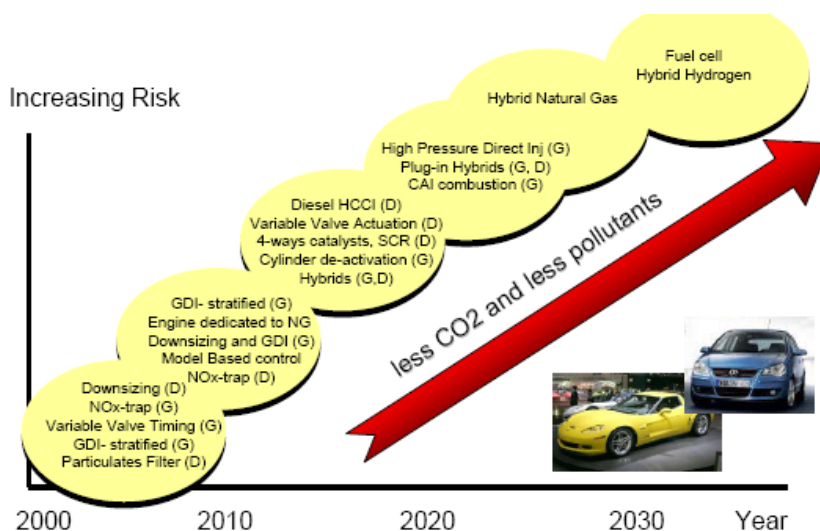 Increasing Risk
Fuel cell
Hybrid Hydrogen
Hybrid Natural Gas
High Pressure Direct Inj (G)
Plug-in Hybrids (G, D)
CAI combustion (G)
Diesel HCCI (D)
Variable Valve Actuation (D)
4-ways catalysts, SCR (D)
Cylinder de-activation (G)
Hybrids (G,D)
GDI- stratified (G)
Engine dedicated to NG
Downsizing and GDI (G)
Model Based control
NOx-trap (D)
Downsizing (D)
NOx-trap (G)
Variable Valve Timing (G)
GDI- stratified (G)
Particulates Filter (D)
less CO2 and less pollutants
2000 2010 2020 2030 Year